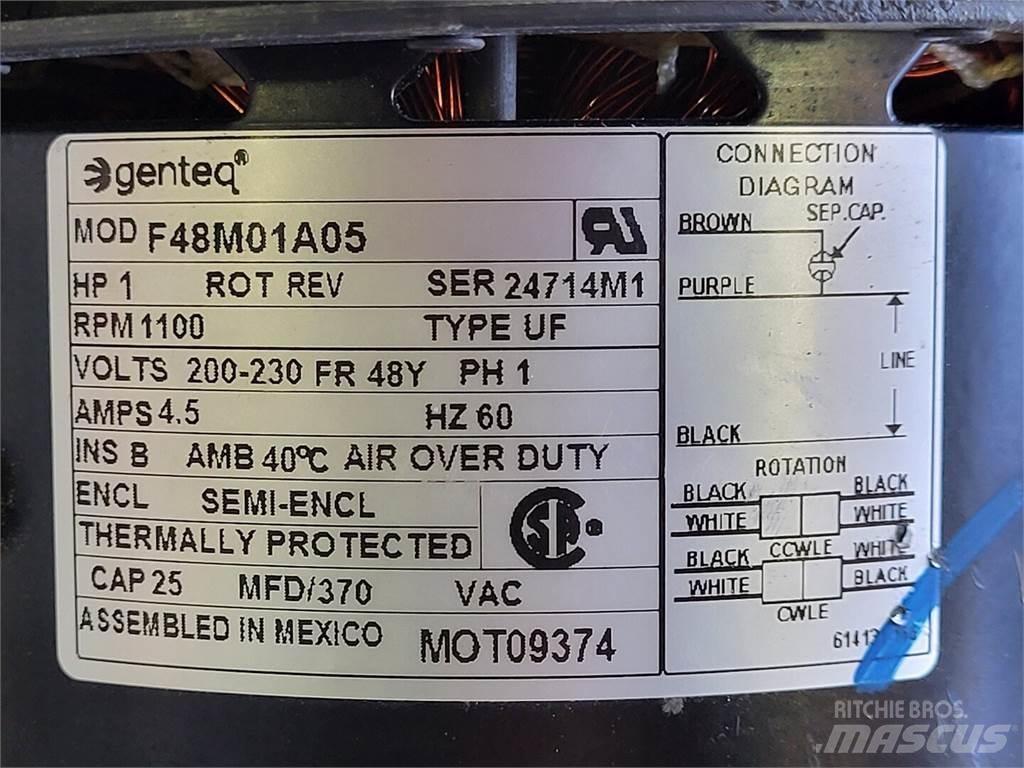 genteq®
MOD F48M01A05
HP 1 ROT REV SER 24714M1
RPM 1100 TYPE UF
VOLTS 200-230 FR 48Y PH 1
AMPS 4.5 HZ 60
INS B AMB 40°C AIR OVER DUTY
ENCL SEMI-ENCL
THERMALLY PROTECTED
CAP 25 MFD/370 VAC
ASSEMBLED IN MEXICO MOT09374
CONNECTION
DIAGRAM
SEP.CAP.
BROWN
PURPLE
LINE
BLACK
ROTATION
BLACK BLACK
WHITE WHITE
CCWLE
BLACK WHITE
WHITE BLACK
CWLE
RITCHIE BROS.
MASCUS